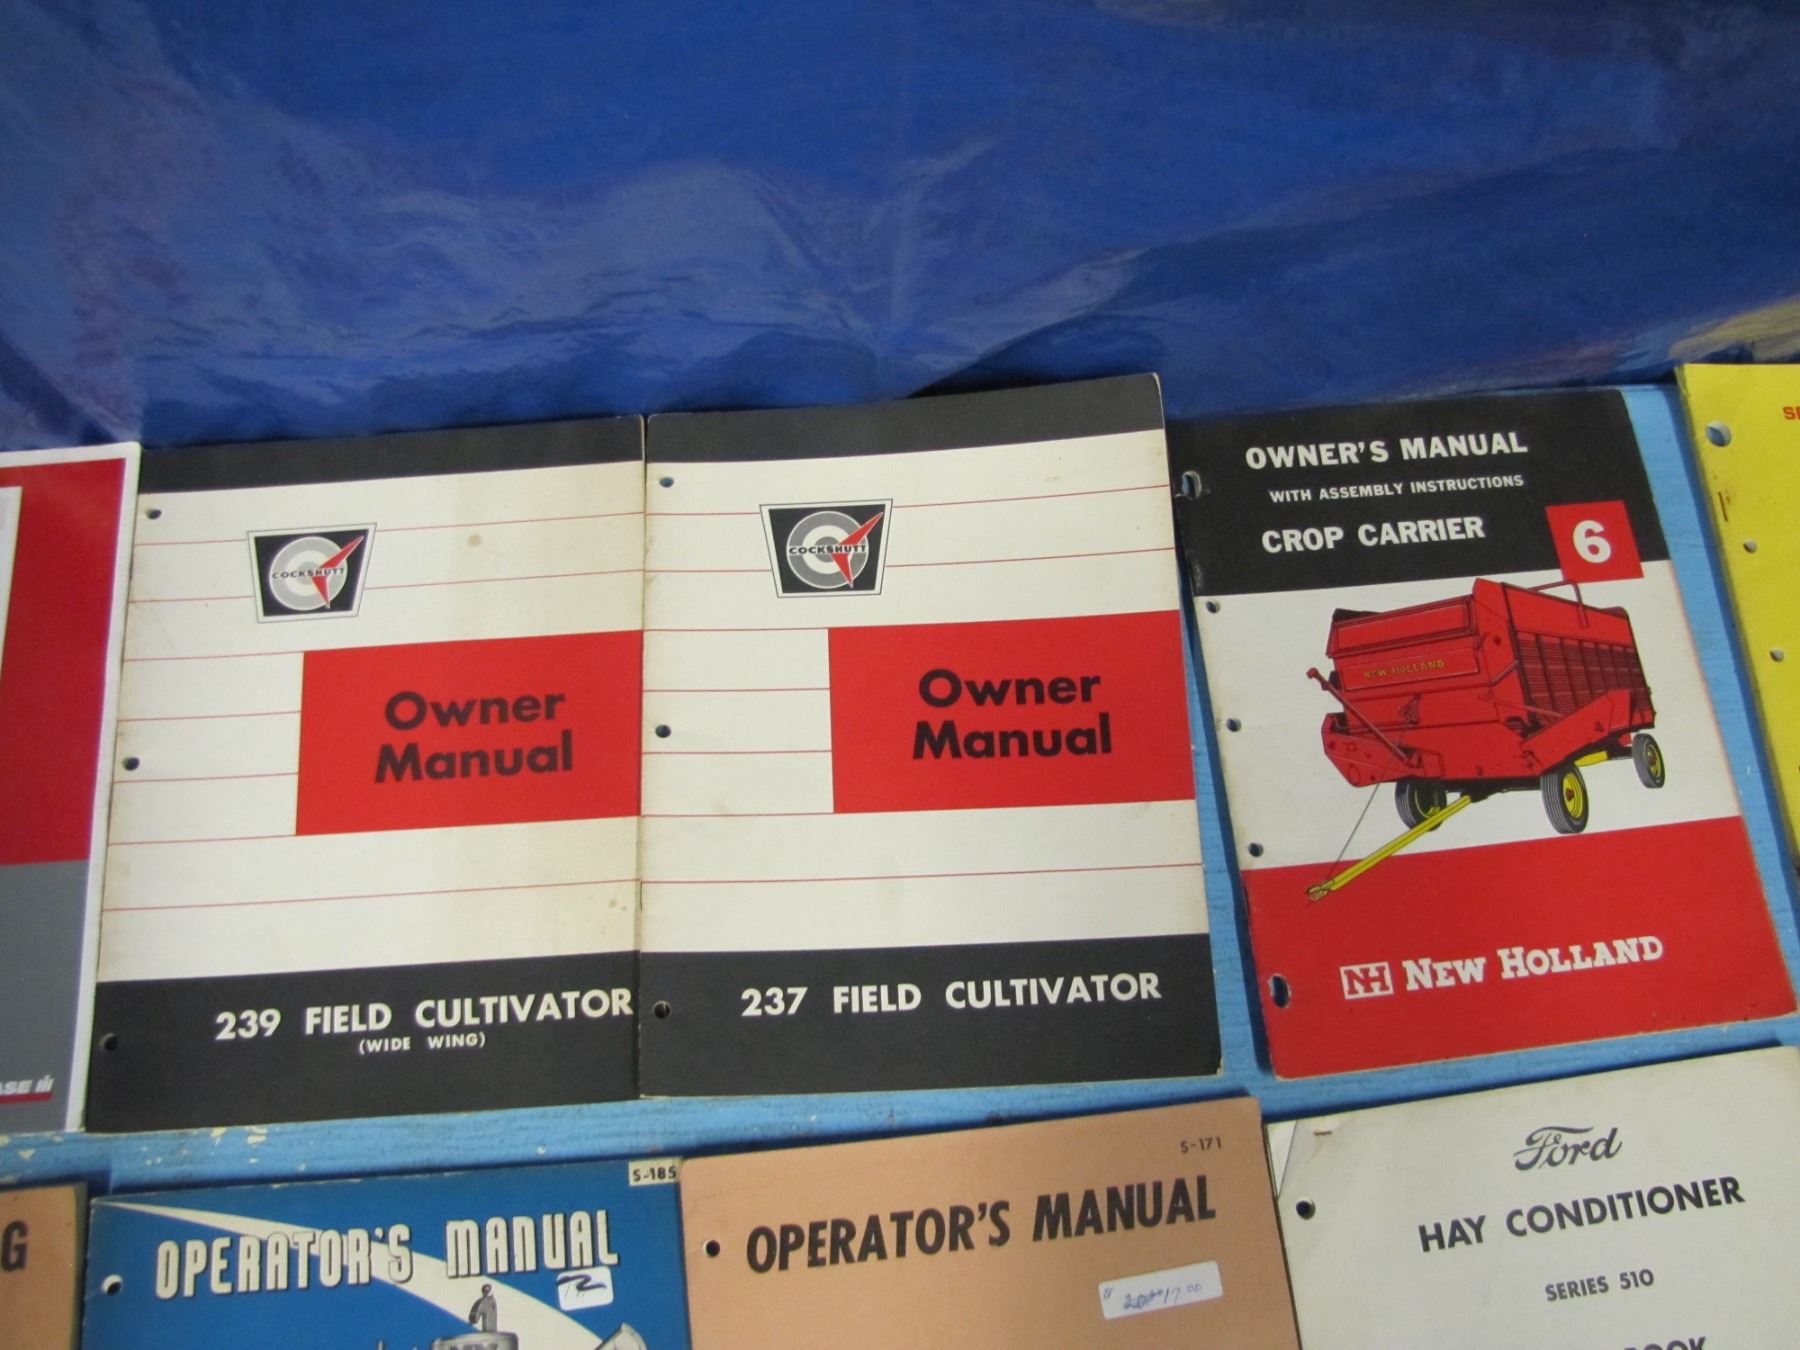 COCKSHUTT
Owner
Manual
239 FIELD CULTIVATOR
(WIDE WING)
COCKSHUTT
Owner
Manual
237 FIELD CULTIVATOR
OWNER'S MANUAL
WITH ASSEMBLY INSTRUCTIONS
CROP CARRIER
6
NEW HOLLAND
NH NEW HOLLAND
G
S-185
OPERATOR'S MANUAL
S-171
OPERATOR'S MANUAL
17.00
Ford
HAY CONDITIONER
SERIES 510